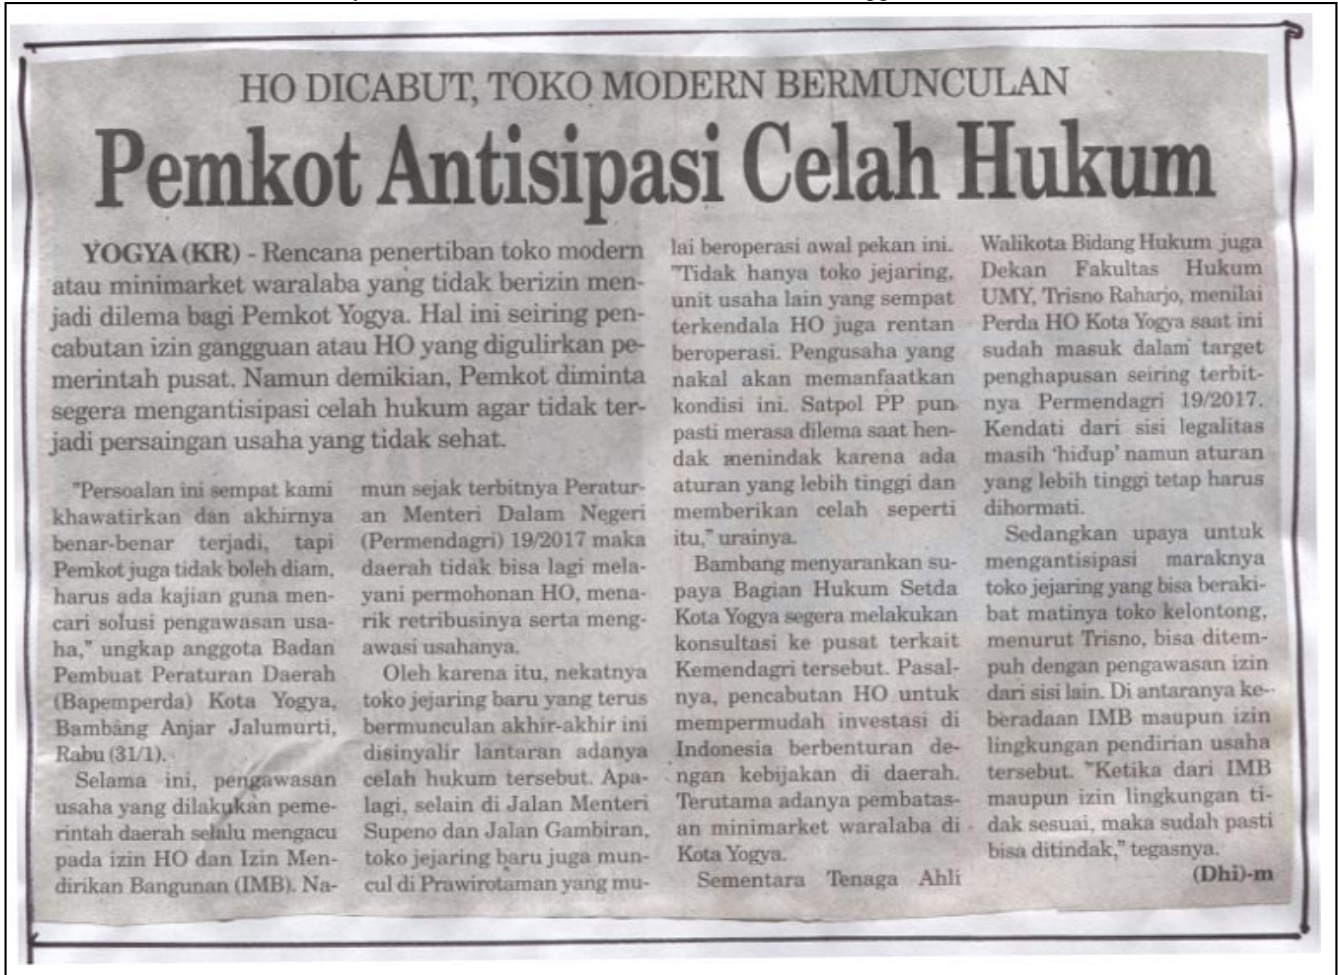 HO DICABUT, TOKO MODERN BERMUNCULAN
Pemkot Antisipasi Celah Hukum
YOGYA (KR) - Rencana penertiban toko modern
atau minimarket waralaba yang tidak berizin men-
jadi dilema bagi Pemkot Yogya. Hal ini seiring pen-
cabutan izin gangguan atau HO yang digulirkan pe-
merintah pusat. Namun demikian, Pemkot diminta
segera mengantisipasi celah hukum agar tidak ter-
jadi persaingan usaha yang tidak sehat.
"Persoalan ini sempat kami
khawatirkan dan akhirnya
benar-benar terjadi, tapi
Pemkot juga tidak boleh diam,
harus ada kajian guna men-
cari solusi pengawasan usa-
ha," ungkap anggota Badan
Pembuat Peraturan Daerah
(Bapemperda) Kota Yogya,
Bambang Anjar Jalumurti,
Rabu (31/1).
Selama ini, pengawasan
usaha yang dilakukan peme-
rintah daerah selalu mengacu
pada izin HO dan Izin Men-
dirikan Bangunan (IMB). Na-
mun sejak terbitnya Peratur-
an Menteri Dalam Negeri
(Permendagri) 19/2017 maka
daerah tidak bisa lagi mela-
yani permohonan HO, mena-
rik retribusinya serta meng-
awasi usahanya.
Oleh karena itu, nekatnya
toko jejaring baru yang terus
bermunculan akhir-akhir ini
disinyalir lantaran adanya
celah hukum tersebut. Apa-
lagi, selain di Jalan Menteri
Supeno dan Jalan Gambiran,
toko jejaring baru juga mun-
cul di Prawirotaman yang mu-
lai beroperasi awal pekan ini.
"Tidak hanya toko jejaring,
unit usaha lain yang sempat
terkendala HO juga rentan
beroperasi. Pengusaha yang
nakal akan memanfaatkan
kondisi ini. Satpol PP pun
pasti merasa dilema saat hen-
dak menindak karena ada
aturan yang lebih tinggi dan
memberikan celah seperti
itu," urainya.
Bambang menyarankan su-
paya Bagian Hukum Setda
Kota Yogya segera melakukan
konsultasi ke pusat terkait
Kemendagri tersebut. Pasal-
nya, pencabutan HO untuk
mempermudah investasi di
Indonesia berbenturan de-
ngan kebijakan di daerah.
Terutama adanya pembatas-
an minimarket waralaba di
Kota Yogya.
Sementara Tenaga Ahli
Walikota Bidang Hukum juga
Dekan Fakultas Hukum
UMY, Trisno Raharjo, menilai
Perda HO Kota Yogya saat ini
sudah masuk dalam target
penghapusan seiring terbit-
nya Permendagri 19/2017.
Kendati dari sisi legalitas
masih 'hidup' namun aturan
yang lebih tinggi tetap harus
dihormati.
Sedangkan upaya untuk
mengantisipasi maraknya
toko jejaring yang bisa beraki-
bat matinya toko kelontong,
menurut Trisno, bisa ditem-
puh dengan pengawasan izin
dari sisi lain. Di antaranya ke-
beradaan IMB maupun izin
lingkungan pendirian usaha
tersebut. "Ketika dari IMB
maupun izin lingkungan ti-
dak sesuai, maka sudah pasti
bisa ditindak," tegasnya.
(Dhi)-m